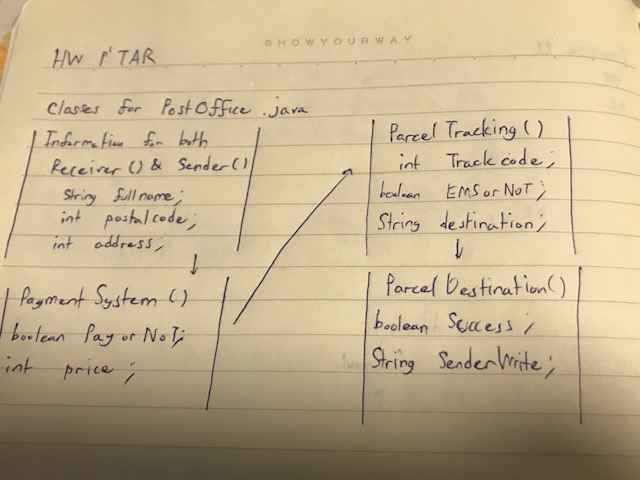 SHOWYOURWAY
HW P'TAR
Classes for PostOffice.java
Information for both
Receiver () & Sender()
String fullname;
int postalcode;
int address;
Payment System ()
boolean Pay or NoT;
int price;
Parcel Tracking ()
int Trackcode;
boolean EMS or NoT;
String destination;
Parcel Destination()
boolean Success;
String SenderWrite;